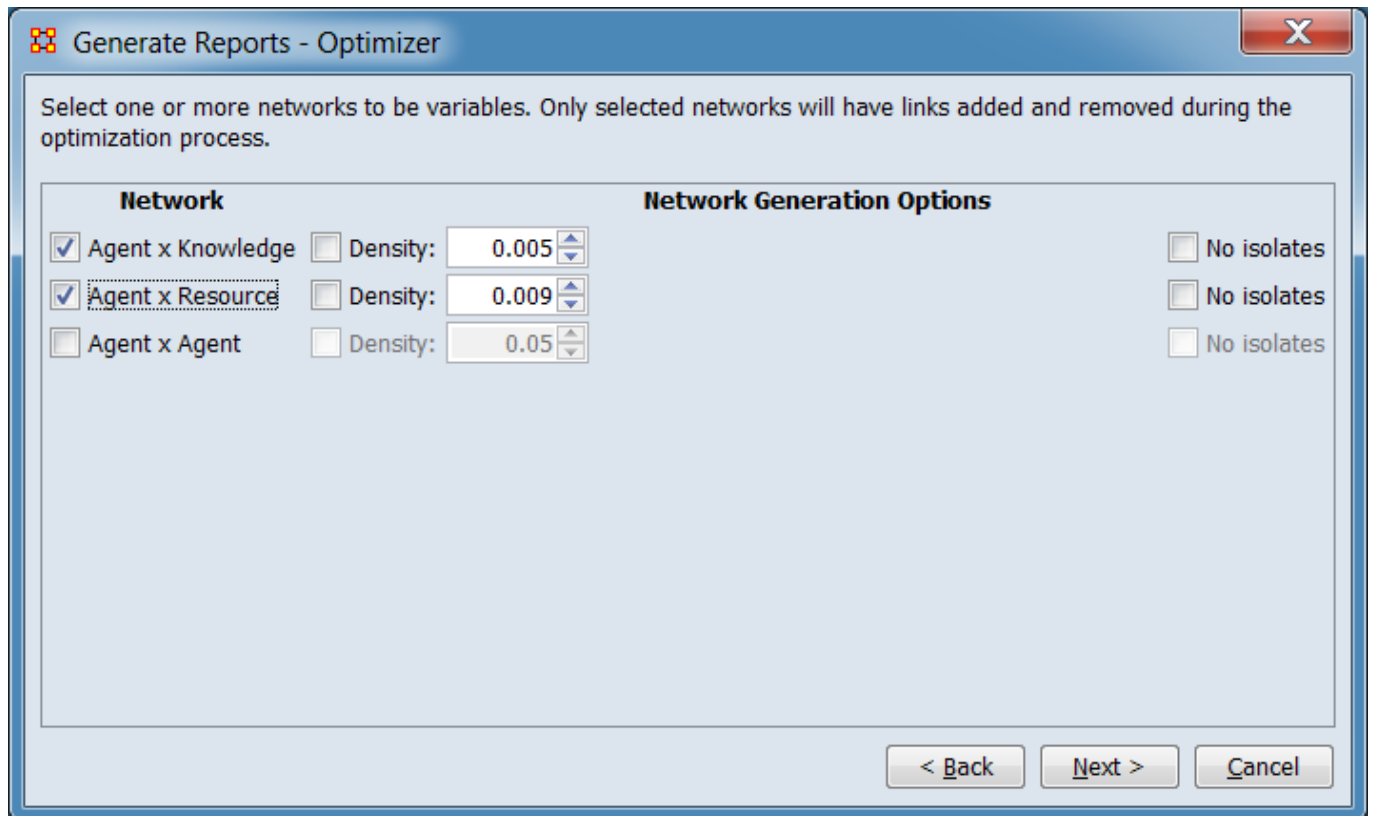 Generate Reports - Optimizer
Select one or more networks to be variables. Only selected networks will have links added and removed during the
optimization process.
Network Network Generation Options
Agent x Knowledge Density: 0.005 No isolates
Agent x Resource Density: 0.009 No isolates
Agent x Agent Density: 0.05 No isolates
< Back Next > Cancel